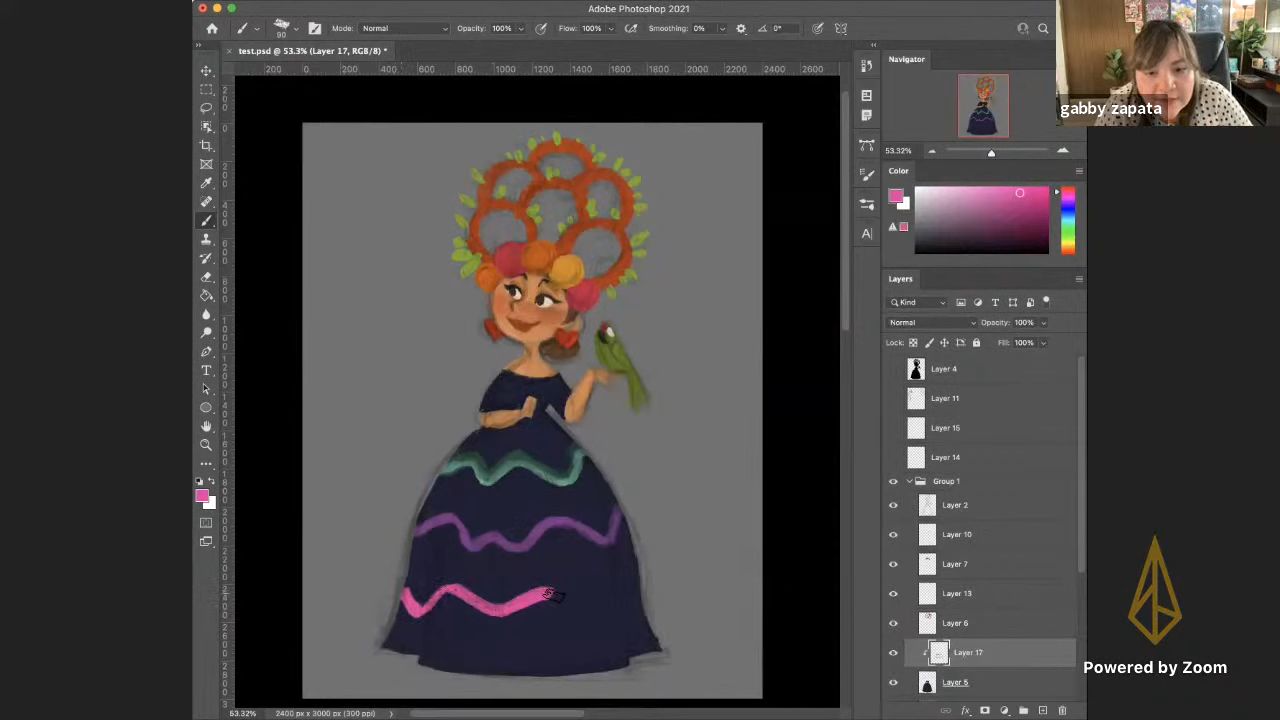 Adobe Photoshop 2021
90
Mode: Normal
Opacity: 100%
Flow: 100%
Smoothing: 0%
0°
test.psd @ 53.3% (Layer 17, RGB/8) *
200
0
200
400
600
800
1000
1200
1400
1600
1800
2000
2200
2400
2600
Navigator
gabby zapata
53.32%
Color
Layers
Kind
Normal
Opacity: 100%
Lock:
Fill: 100%
Layer 4
Layer 11
Layer 15
Layer 14
Group 1
Layer 2
Layer 10
Layer 7
Layer 13
Layer 6
Layer 17
Layer 5
53.32%
2400 px x 3000 px (300 ppi)
Powered by Zoom